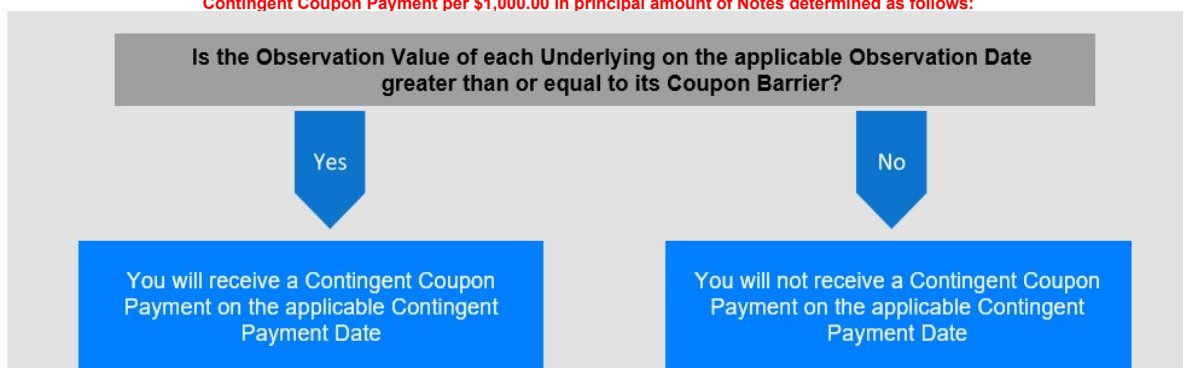 Contingent Coupon Payment per $1,000.00 in principal amount of Notes determined as follows:
Is the Observation Value of each Underlying on the applicable Observation Date
greater than or equal to its Coupon Barrier?
Yes
No
You will receive a Contingent Coupon
Payment on the applicable Contingent
Payment Date
You will not receive a Contingent Coupon
Payment on the applicable Contingent
Payment Date